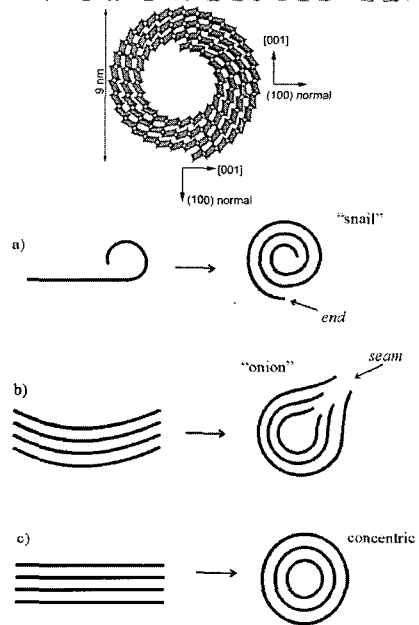 [001]
9 nm
(100) normal
[001]
(100) normal
a)
"snail"
end
b)
"onion"
seam
c)
concentric